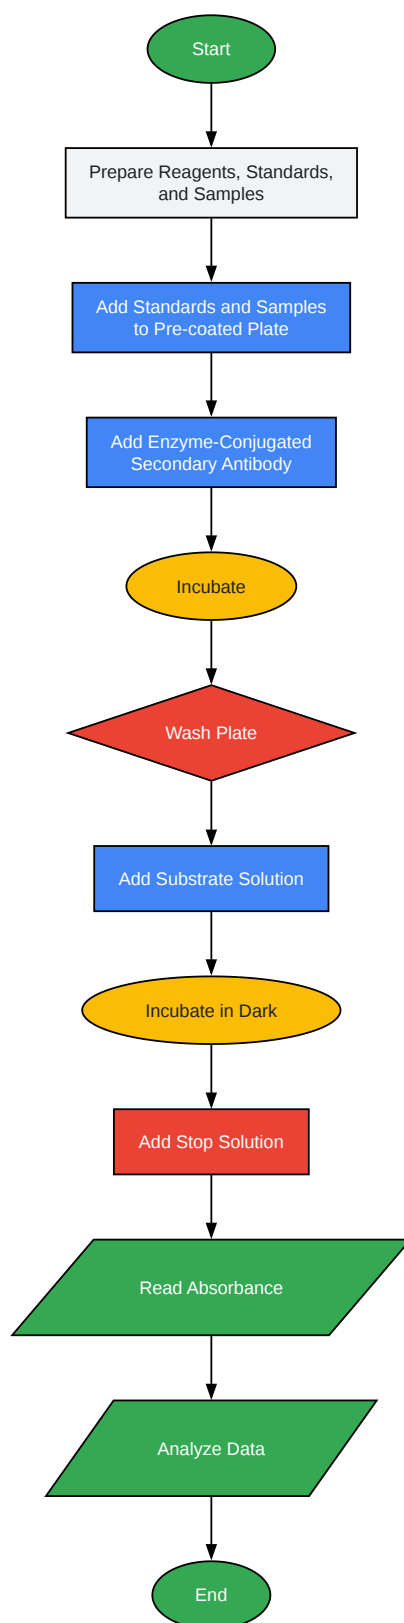 Start
Prepare Reagents, Standards,
and Samples
Add Standards and Samples
to Pre-coated Plate
Add Enzyme-Conjugated
Secondary Antibody
Incubate
Wash Plate
Add Substrate Solution
Incubate in Dark
Add Stop Solution
Read Absorbance
Analyze Data
End